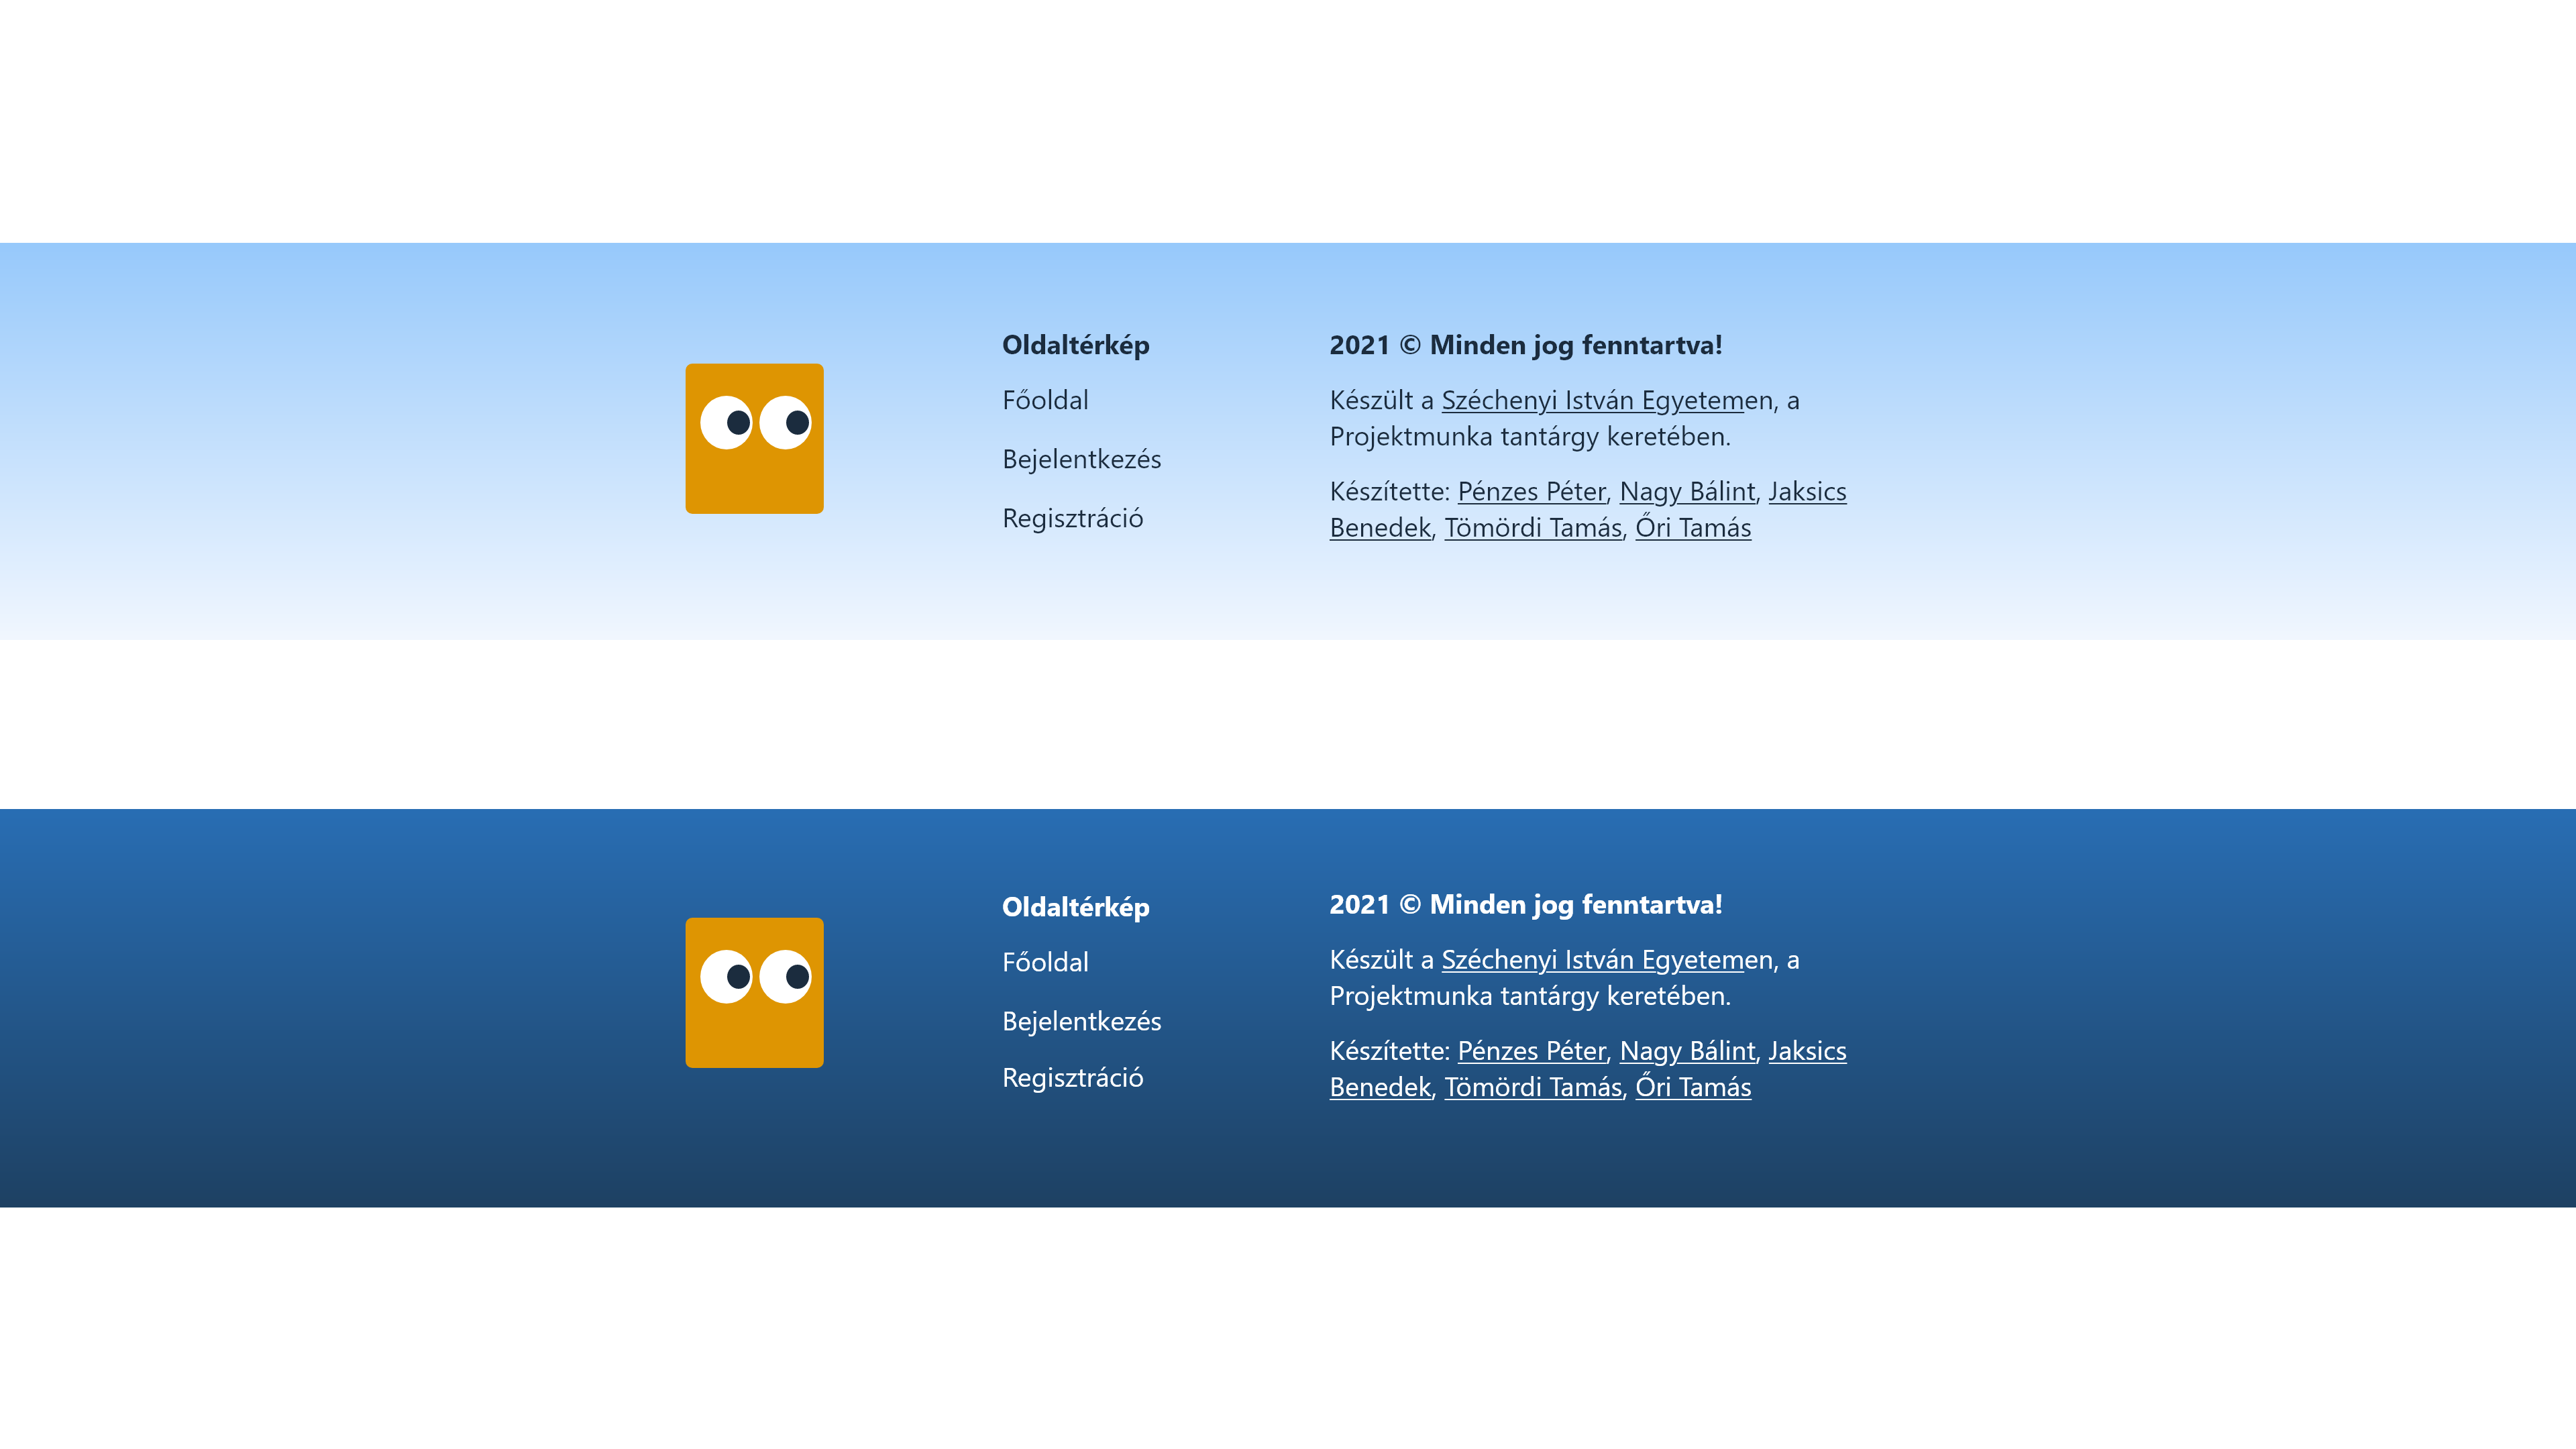 Oldaltérkép
Főoldal
Bejelentkezés
Regisztráció
2021 © Minden jog fenntartva!
Készült a Széchenyi István Egyetemen, a
Projektmunka tantárgy keretében.
Készítette: Pénzes Péter, Nagy Bálint, Jaksics
Benedek, Tömördi Tamás, Őri Tamás
Oldaltérkép
Főoldal
Bejelentkezés
Regisztráció
2021 © Minden jog fenntartva!
Készült a Széchenyi István Egyetemen, a
Projektmunka tantárgy keretében.
Készítette: Pénzes Péter, Nagy Bálint, Jaksics
Benedek, Tömördi Tamás, Őri Tamás